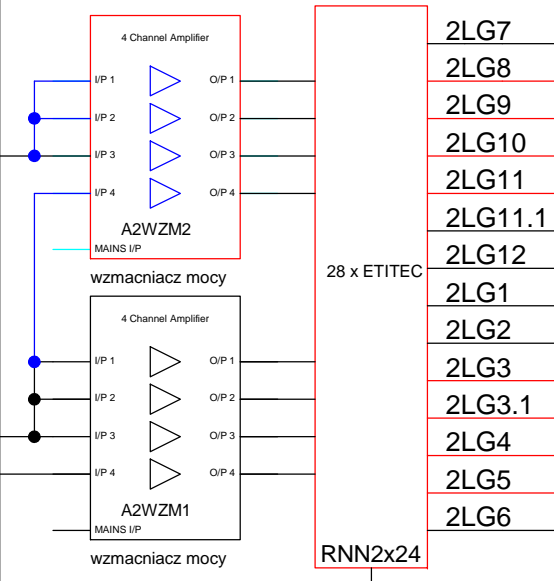 4 Channel Amplifier
I/P 1 O/P 1
I/P 2 O/P 2
I/P 3 O/P 3
I/P 4 O/P 4
A2WZM2
MAINS I/P
wzmacniacz mocy
4 Channel Amplifier
I/P 1 O/P 1
I/P 2 O/P 2
I/P 3 O/P 3
I/P 4 O/P 4
A2WZM1
MAINS I/P
wzmacniacz mocy
28 x ETITEC
RNN2x24
2LG7
2LG8
2LG9
2LG10
2LG11
2LG11.1
2LG12
2LG1
2LG2
2LG3
2LG3.1
2LG4
2LG5
2LG6